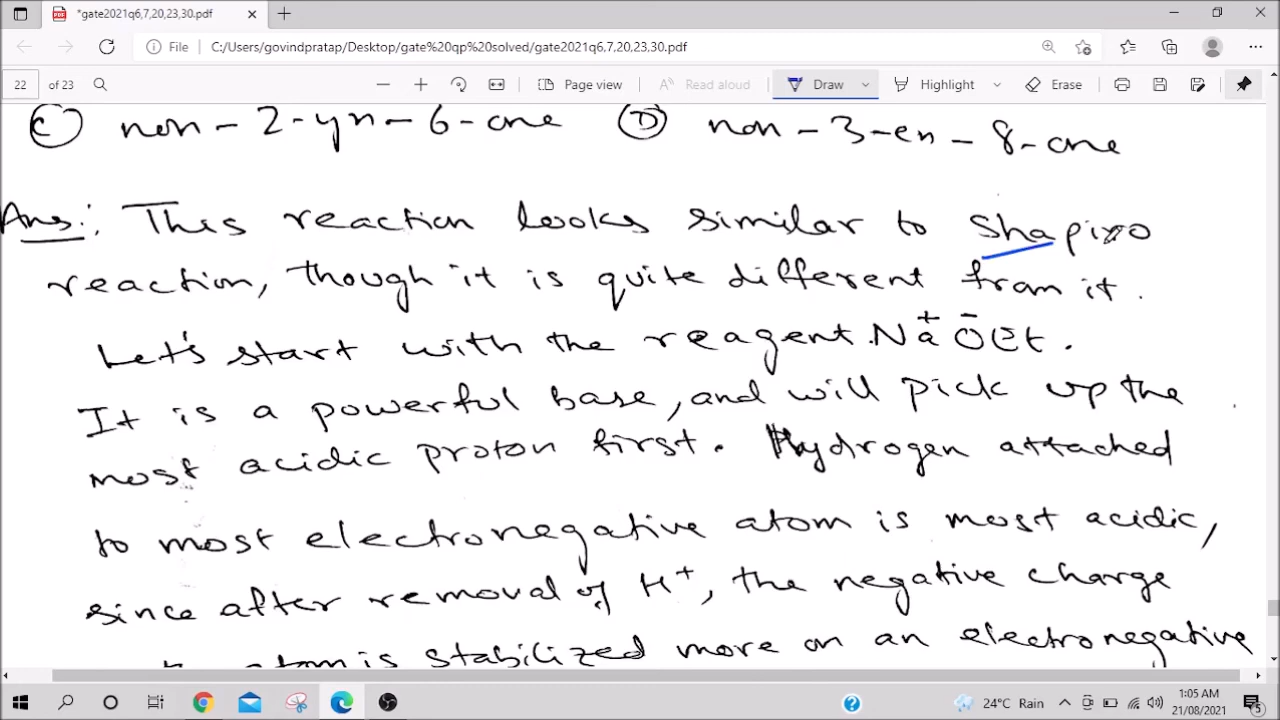 *gate2021q6,7,20,23,30.pdf
File C:/Users/govindpratap/Desktop/gate%20qp%20solved/gate2021q6,7,20,23,30.pdf
22 of 23 Page view Read aloud Draw Highlight Erase
(C) non-2-yn-6-one (D) non-3-en-8-one
Ans: This reaction looks similar to Shapiro
reaction, though it is quite different from it.
Let's start with the reagent Na⁺ O⁻Et.
It is a powerful base, and will pick up the
most acidic proton first. Hydrogen attached
to most electronegative atom is most acidic,
since after removal of H⁺, the negative charge
atom is stabilized more on an electronegative
24°C Rain 1:05 AM
21/08/2021
5